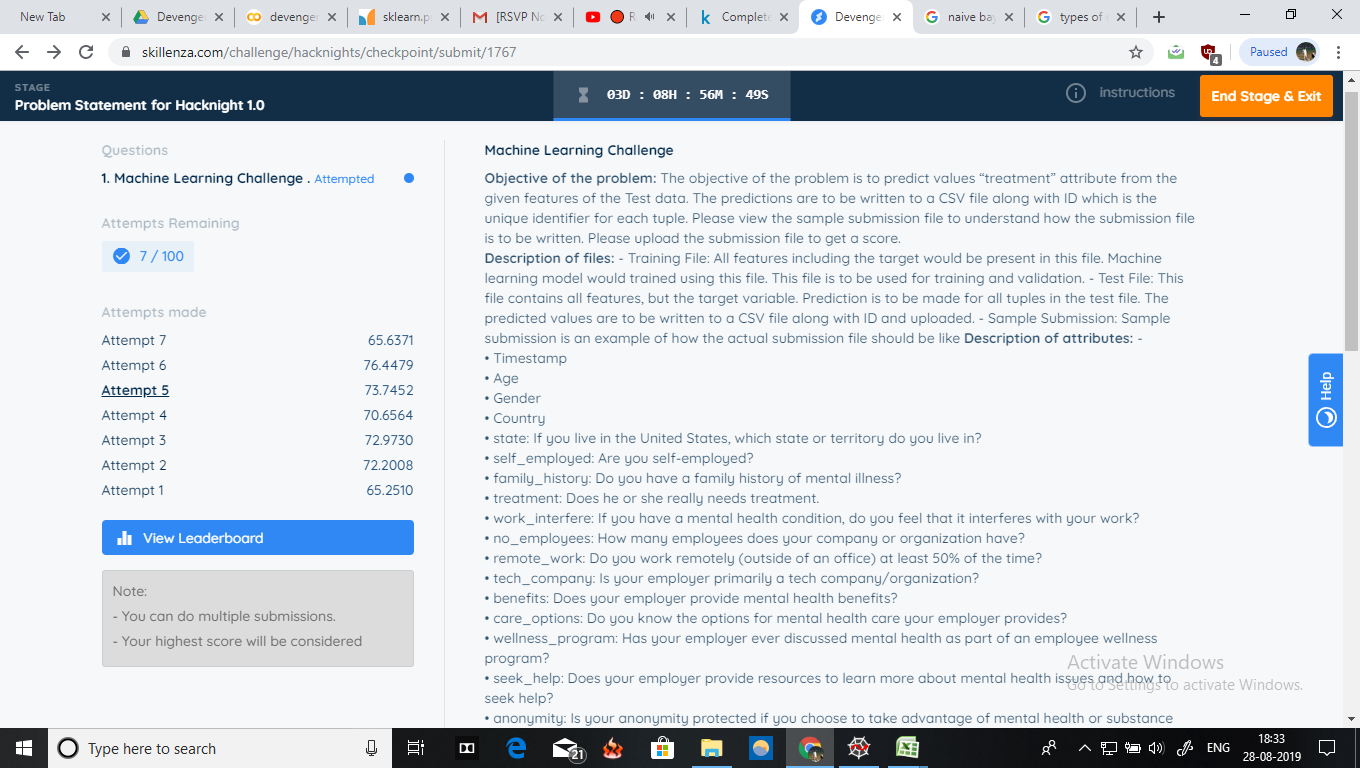 New Tab
Devenge
devenge
sklearn.p
[RSVP No
R
Complete
Devenge
naive ba
types of
skillenza.com/challenge/hacknights/checkpoint/submit/1767
4
Paused
STAGE
Problem Statement for Hacknight 1.0
03D : 08H : 56M : 49S
instructions
End Stage & Exit
Questions
1. Machine Learning Challenge . Attempted
Attempts Remaining
7 / 100
Attempts made
Attempt 7 65.6371
Attempt 6 76.4479
Attempt 5 73.7452
Attempt 4 70.6564
Attempt 3 72.9730
Attempt 2 72.2008
Attempt 1 65.2510
View Leaderboard
Note:
- You can do multiple submissions.
- Your highest score will be considered
Machine Learning Challenge
Objective of the problem: The objective of the problem is to predict values “treatment” attribute from the
given features of the Test data. The predictions are to be written to a CSV file along with ID which is the
unique identifier for each tuple. Please view the sample submission file to understand how the submission file
is to be written. Please upload the submission file to get a score.
Description of files: - Training File: All features including the target would be present in this file. Machine
learning model would trained using this file. This file is to be used for training and validation. - Test File: This
file contains all features, but the target variable. Prediction is to be made for all tuples in the test file. The
predicted values are to be written to a CSV file along with ID and uploaded. - Sample Submission: Sample
submission is an example of how the actual submission file should be like Description of attributes: -
• Timestamp
• Age
• Gender
• Country
• state: If you live in the United States, which state or territory do you live in?
• self_employed: Are you self-employed?
• family_history: Do you have a family history of mental illness?
• treatment: Does he or she really needs treatment.
• work_interfere: If you have a mental health condition, do you feel that it interferes with your work?
• no_employees: How many employees does your company or organization have?
• remote_work: Do you work remotely (outside of an office) at least 50% of the time?
• tech_company: Is your employer primarily a tech company/organization?
• benefits: Does your employer provide mental health benefits?
• care_options: Do you know the options for mental health care your employer provides?
• wellness_program: Has your employer ever discussed mental health as part of an employee wellness
program?
• seek_help: Does your employer provide resources to learn more about mental health issues and how to
seek help?
• anonymity: Is your anonymity protected if you choose to take advantage of mental health or substance
Help
Activate Windows
Go to Settings to activate Windows.
Type here to search
21
ENG
18:33
28-08-2019